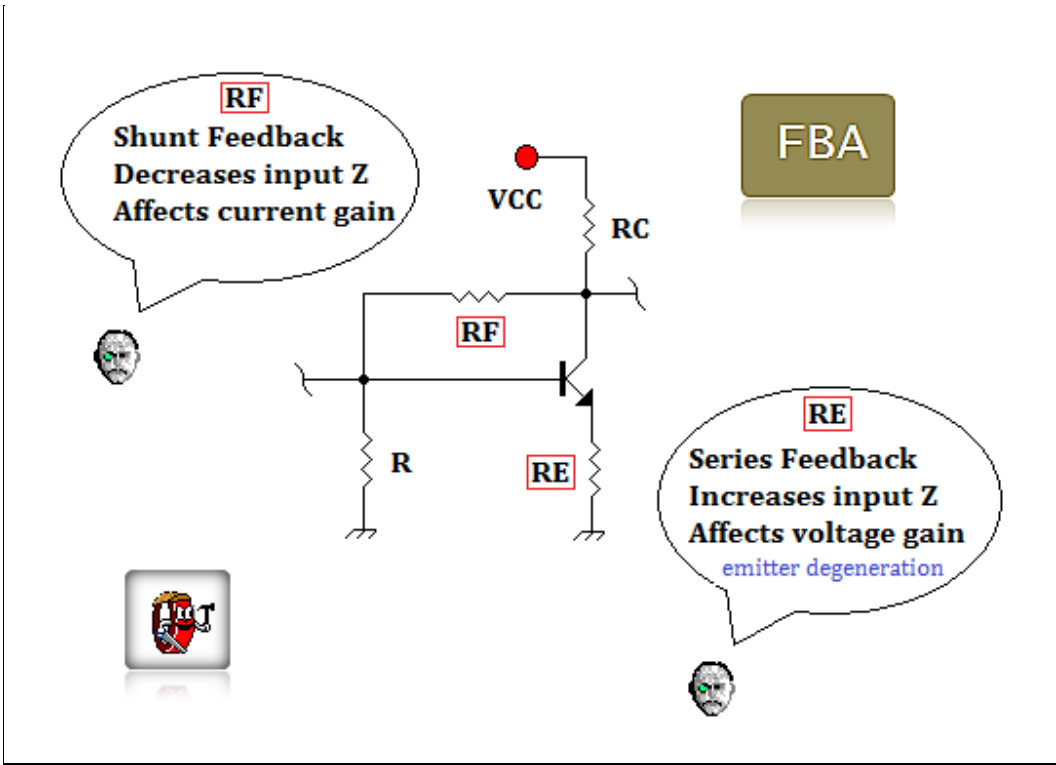 RF
Shunt Feedback
Decreases input Z
Affects current gain
FBA
VCC
RC
RF
R
RE
RE
Series Feedback
Increases input Z
Affects voltage gain
emitter degeneration